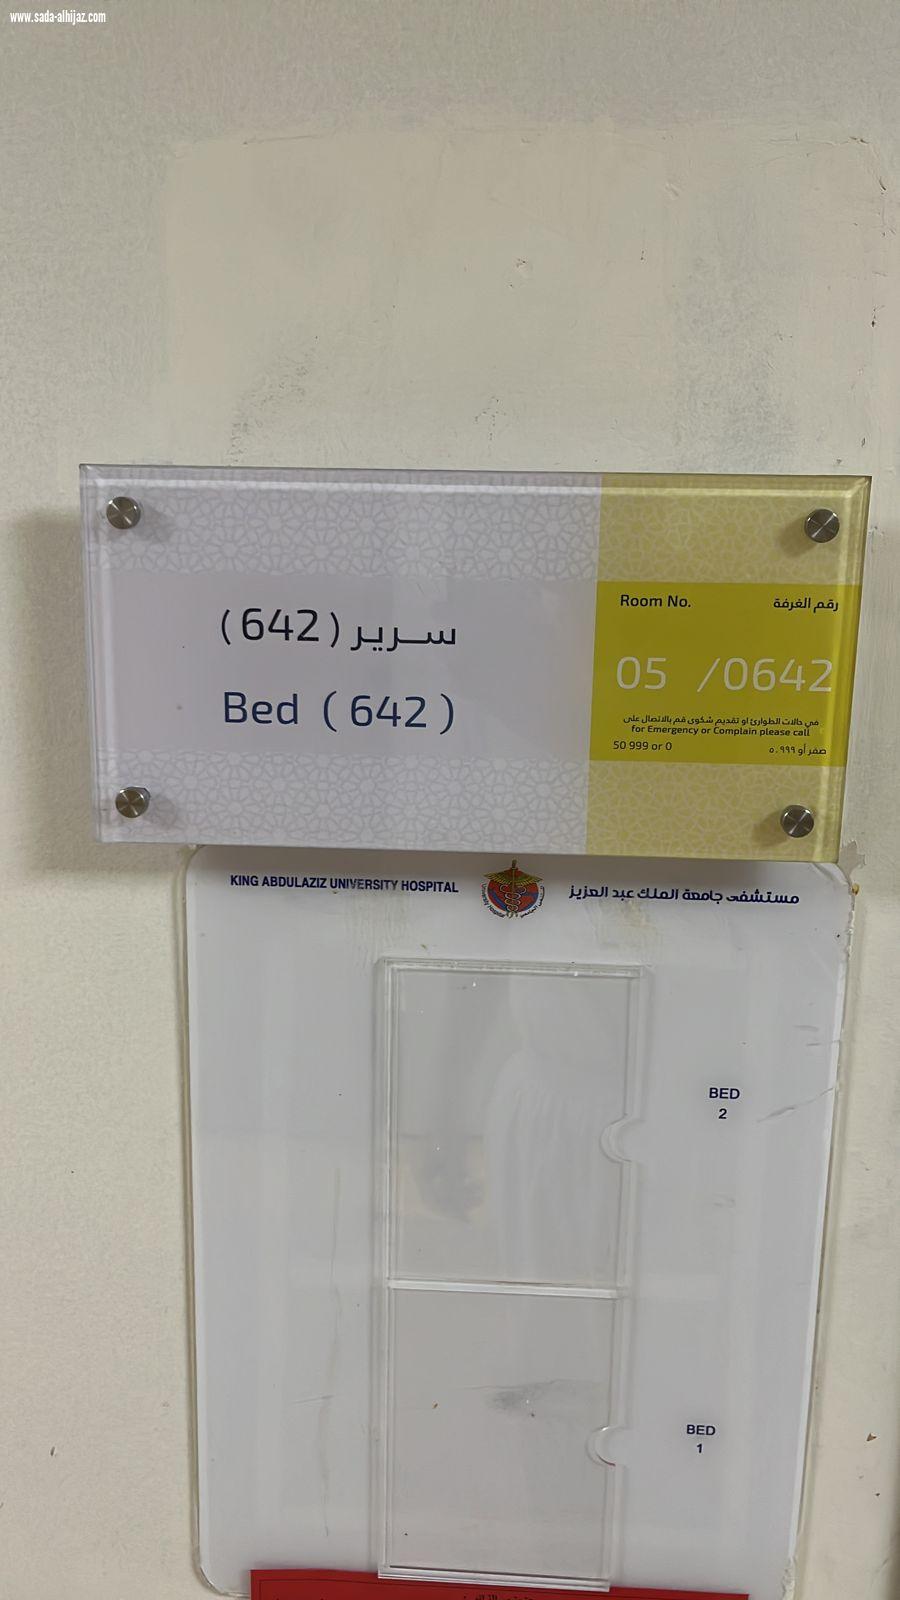 www.sada-alhijaz.com
سرير (642)
Bed ( 642 )
Room No. رقم الغرفة
05 /0642
في حالات الطوارئ او تقديم شكوى قم بالاتصال على
for Emergency or Complain please call
50 999 or 0 صفر أو ٥٠٩٩٩
KING ABDULAZIZ UNIVERSITY HOSPITAL مستشفى جامعة الملك عبد العزيز
BED
2
BED
1